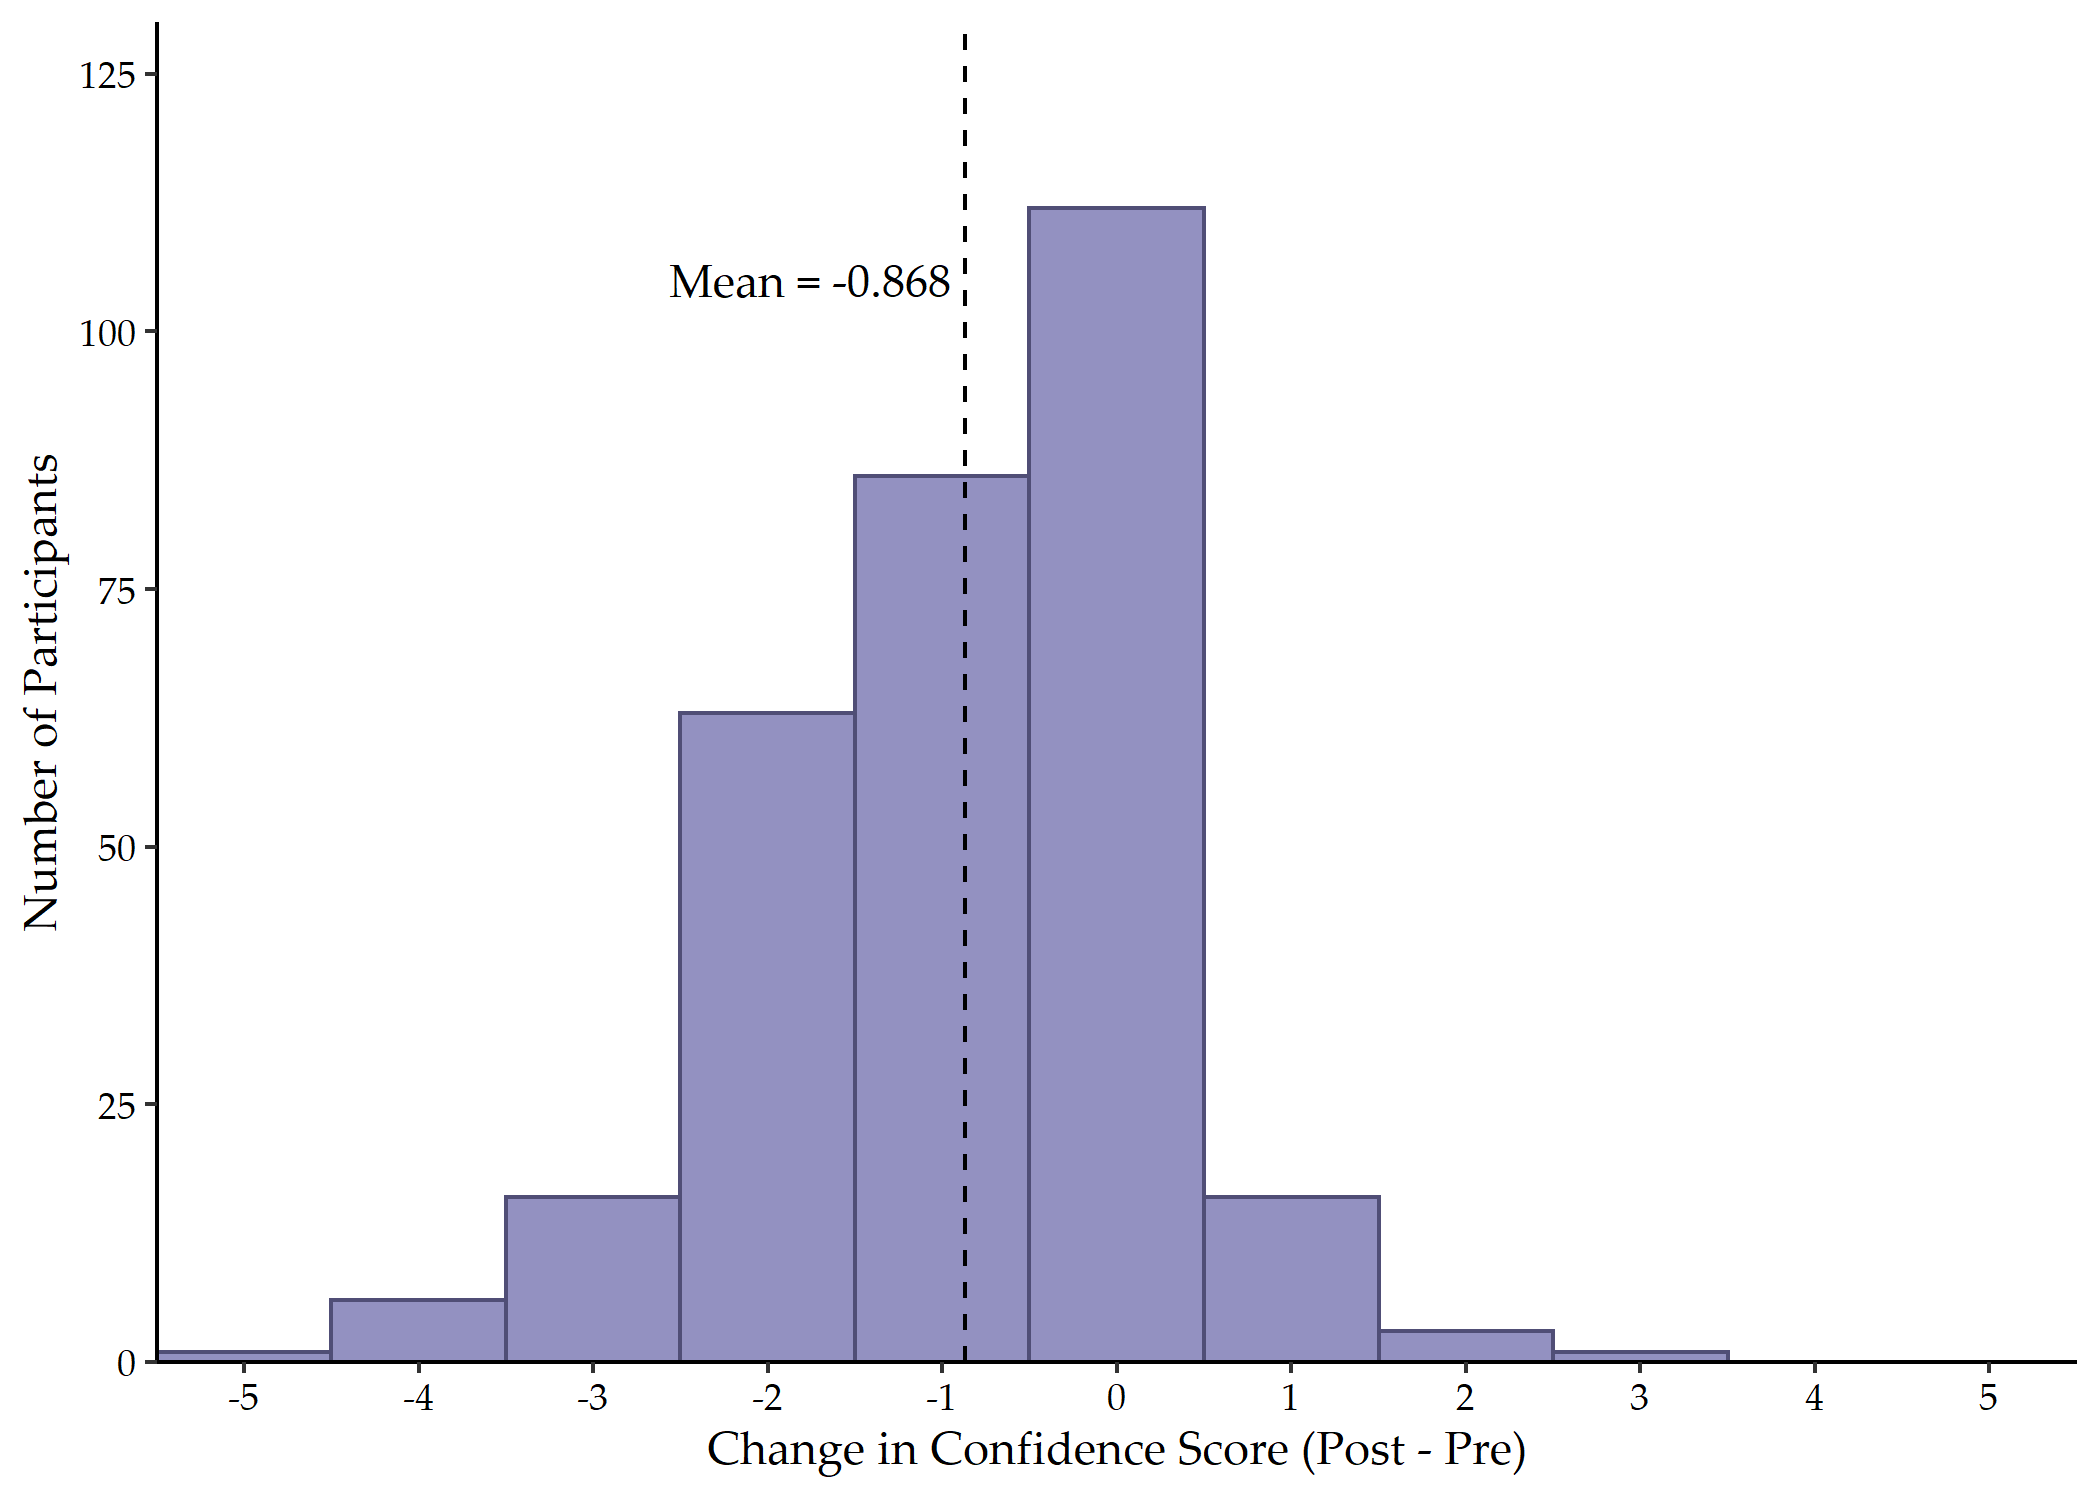 125
100
75
50
25
0
Number of Participants
Mean = -0.868
-5 -4 -3 -2 -1 0 1 2 3 4 5
Change in Confidence Score (Post - Pre)